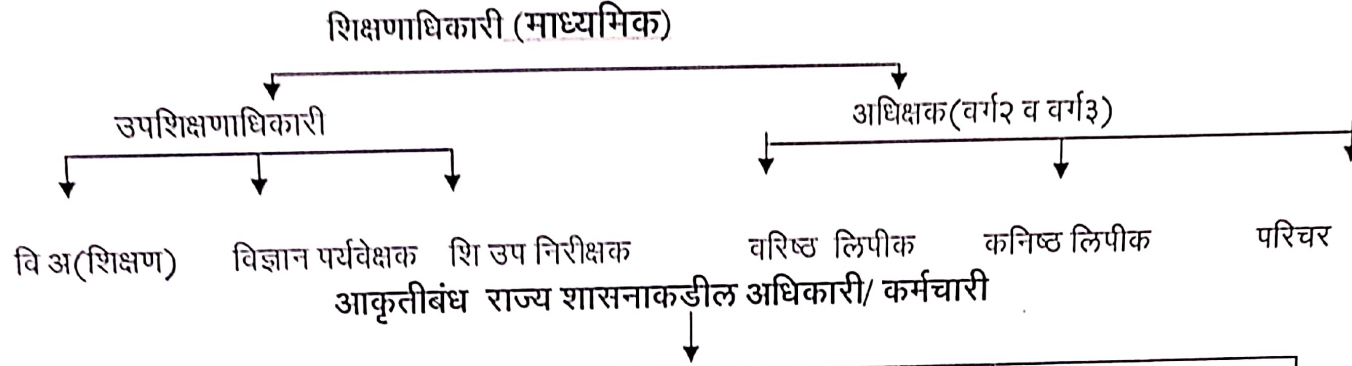 शिक्षणाधिकारी (माध्यमिक)
उपशिक्षणाधिकारी
अधिक्षक(वर्ग२ व वर्ग३)
वि अ(शिक्षण) विज्ञान पर्यवेक्षक शि उप निरीक्षक वरिष्ठ लिपीक कनिष्ठ लिपीक परिचर
आकृतीबंध राज्य शासनाकडील अधिकारी/ कर्मचारी